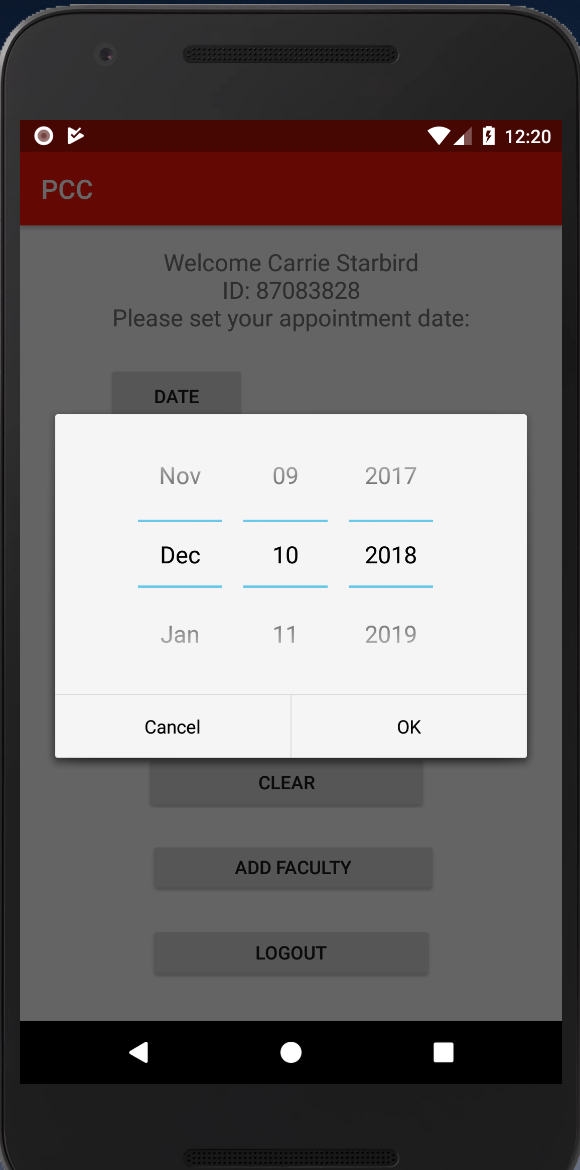 12:20
PCC
Welcome Carrie Starbird
ID: 87083828
Please set your appointment date:
DATE
Nov 09 2017
Dec 10 2018
Jan 11 2019
Cancel OK
CLEAR
ADD FACULTY
LOGOUT